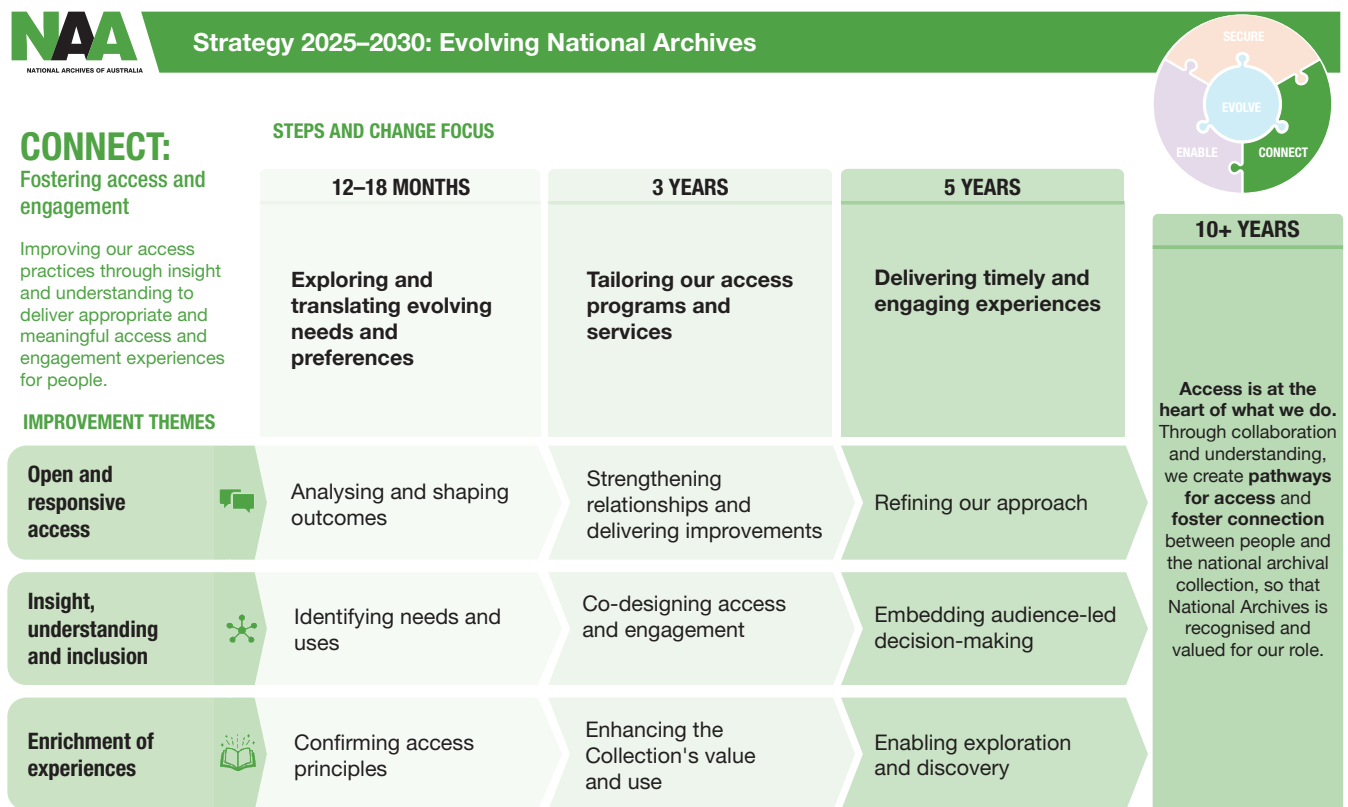 NAA
NATIONAL ARCHIVES OF AUSTRALIA
Strategy 2025–2030: Evolving National Archives
SECURE
EVOLVE
ENABLE
CONNECT
CONNECT:
Fostering access and
engagement
Improving our access
practices through insight
and understanding to
deliver appropriate and
meaningful access and
engagement experiences
for people.
STEPS AND CHANGE FOCUS
12–18 MONTHS
Exploring and
translating evolving
needs and
preferences
3 YEARS
Tailoring our access
programs and
services
5 YEARS
Delivering timely and
engaging experiences
10+ YEARS
Access is at the
heart of what we do.
Through collaboration
and understanding,
we create pathways
for access and
foster connection
between people and
the national archival
collection, so that
National Archives is
recognised and
valued for our role.
IMPROVEMENT THEMES
Open and
responsive
access
Analysing and shaping
outcomes
Strengthening
relationships and
delivering improvements
Refining our approach
Insight,
understanding
and inclusion
Identifying needs and
uses
Co-designing access
and engagement
Embedding audience-led
decision-making
Enrichment of
experiences
Confirming access
principles
Enhancing the
Collection's value
and use
Enabling exploration
and discovery